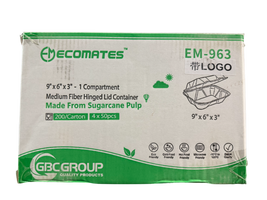 ECOMATES™
EM-963
带LOGO
9"x6"x3" - 1 Compartment
Medium Fiber Hinged Lid Container
Made From Sugarcane Pulp
200/Carton 4 x 50pcs
9"x6"x3"
GBCGROUP
QUALITY PRODUCTS